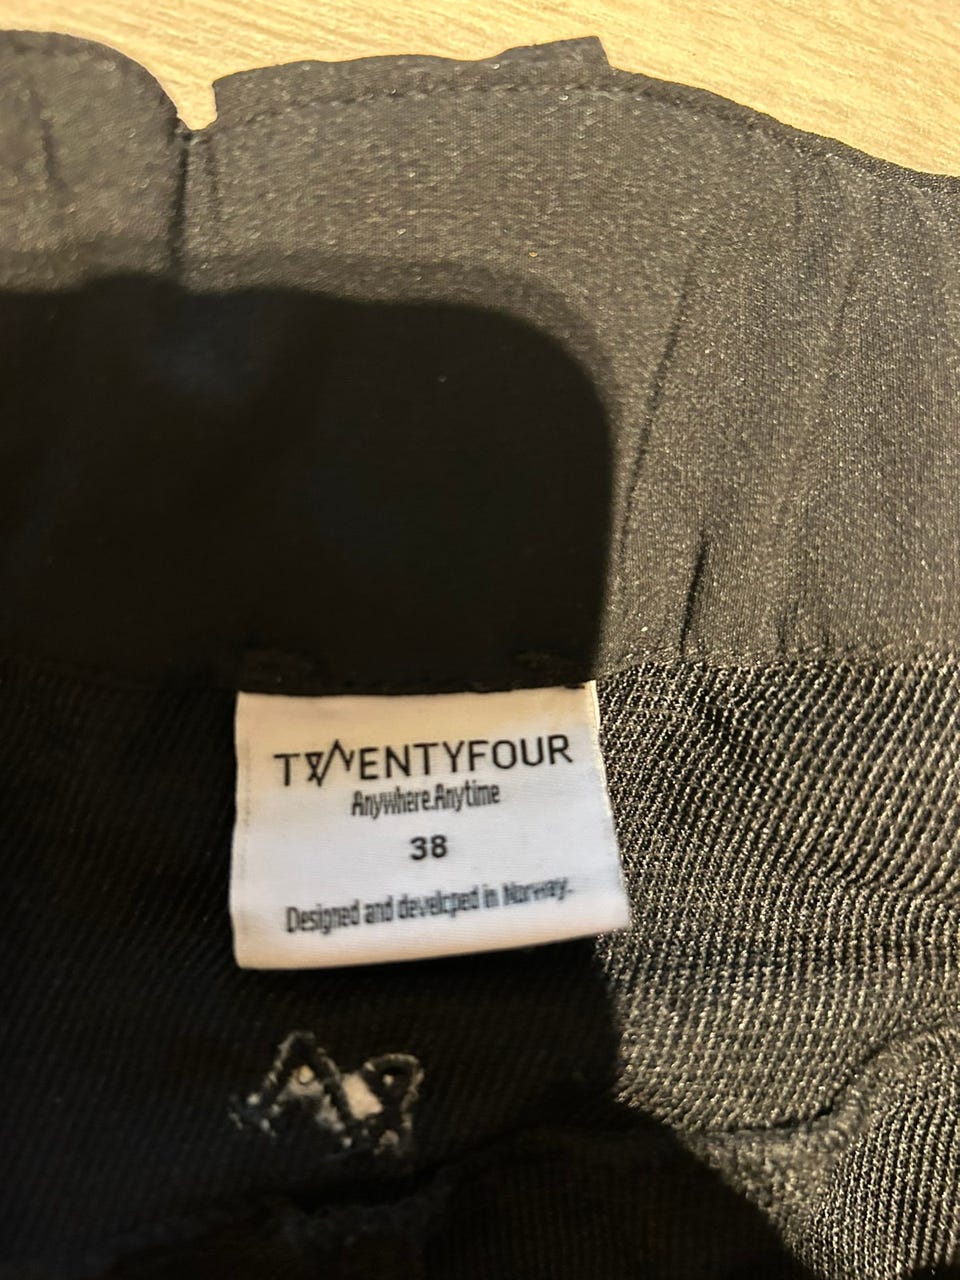 TWENTYFOUR
Anywhere.Anytime
38
Designed and developed in Norway.